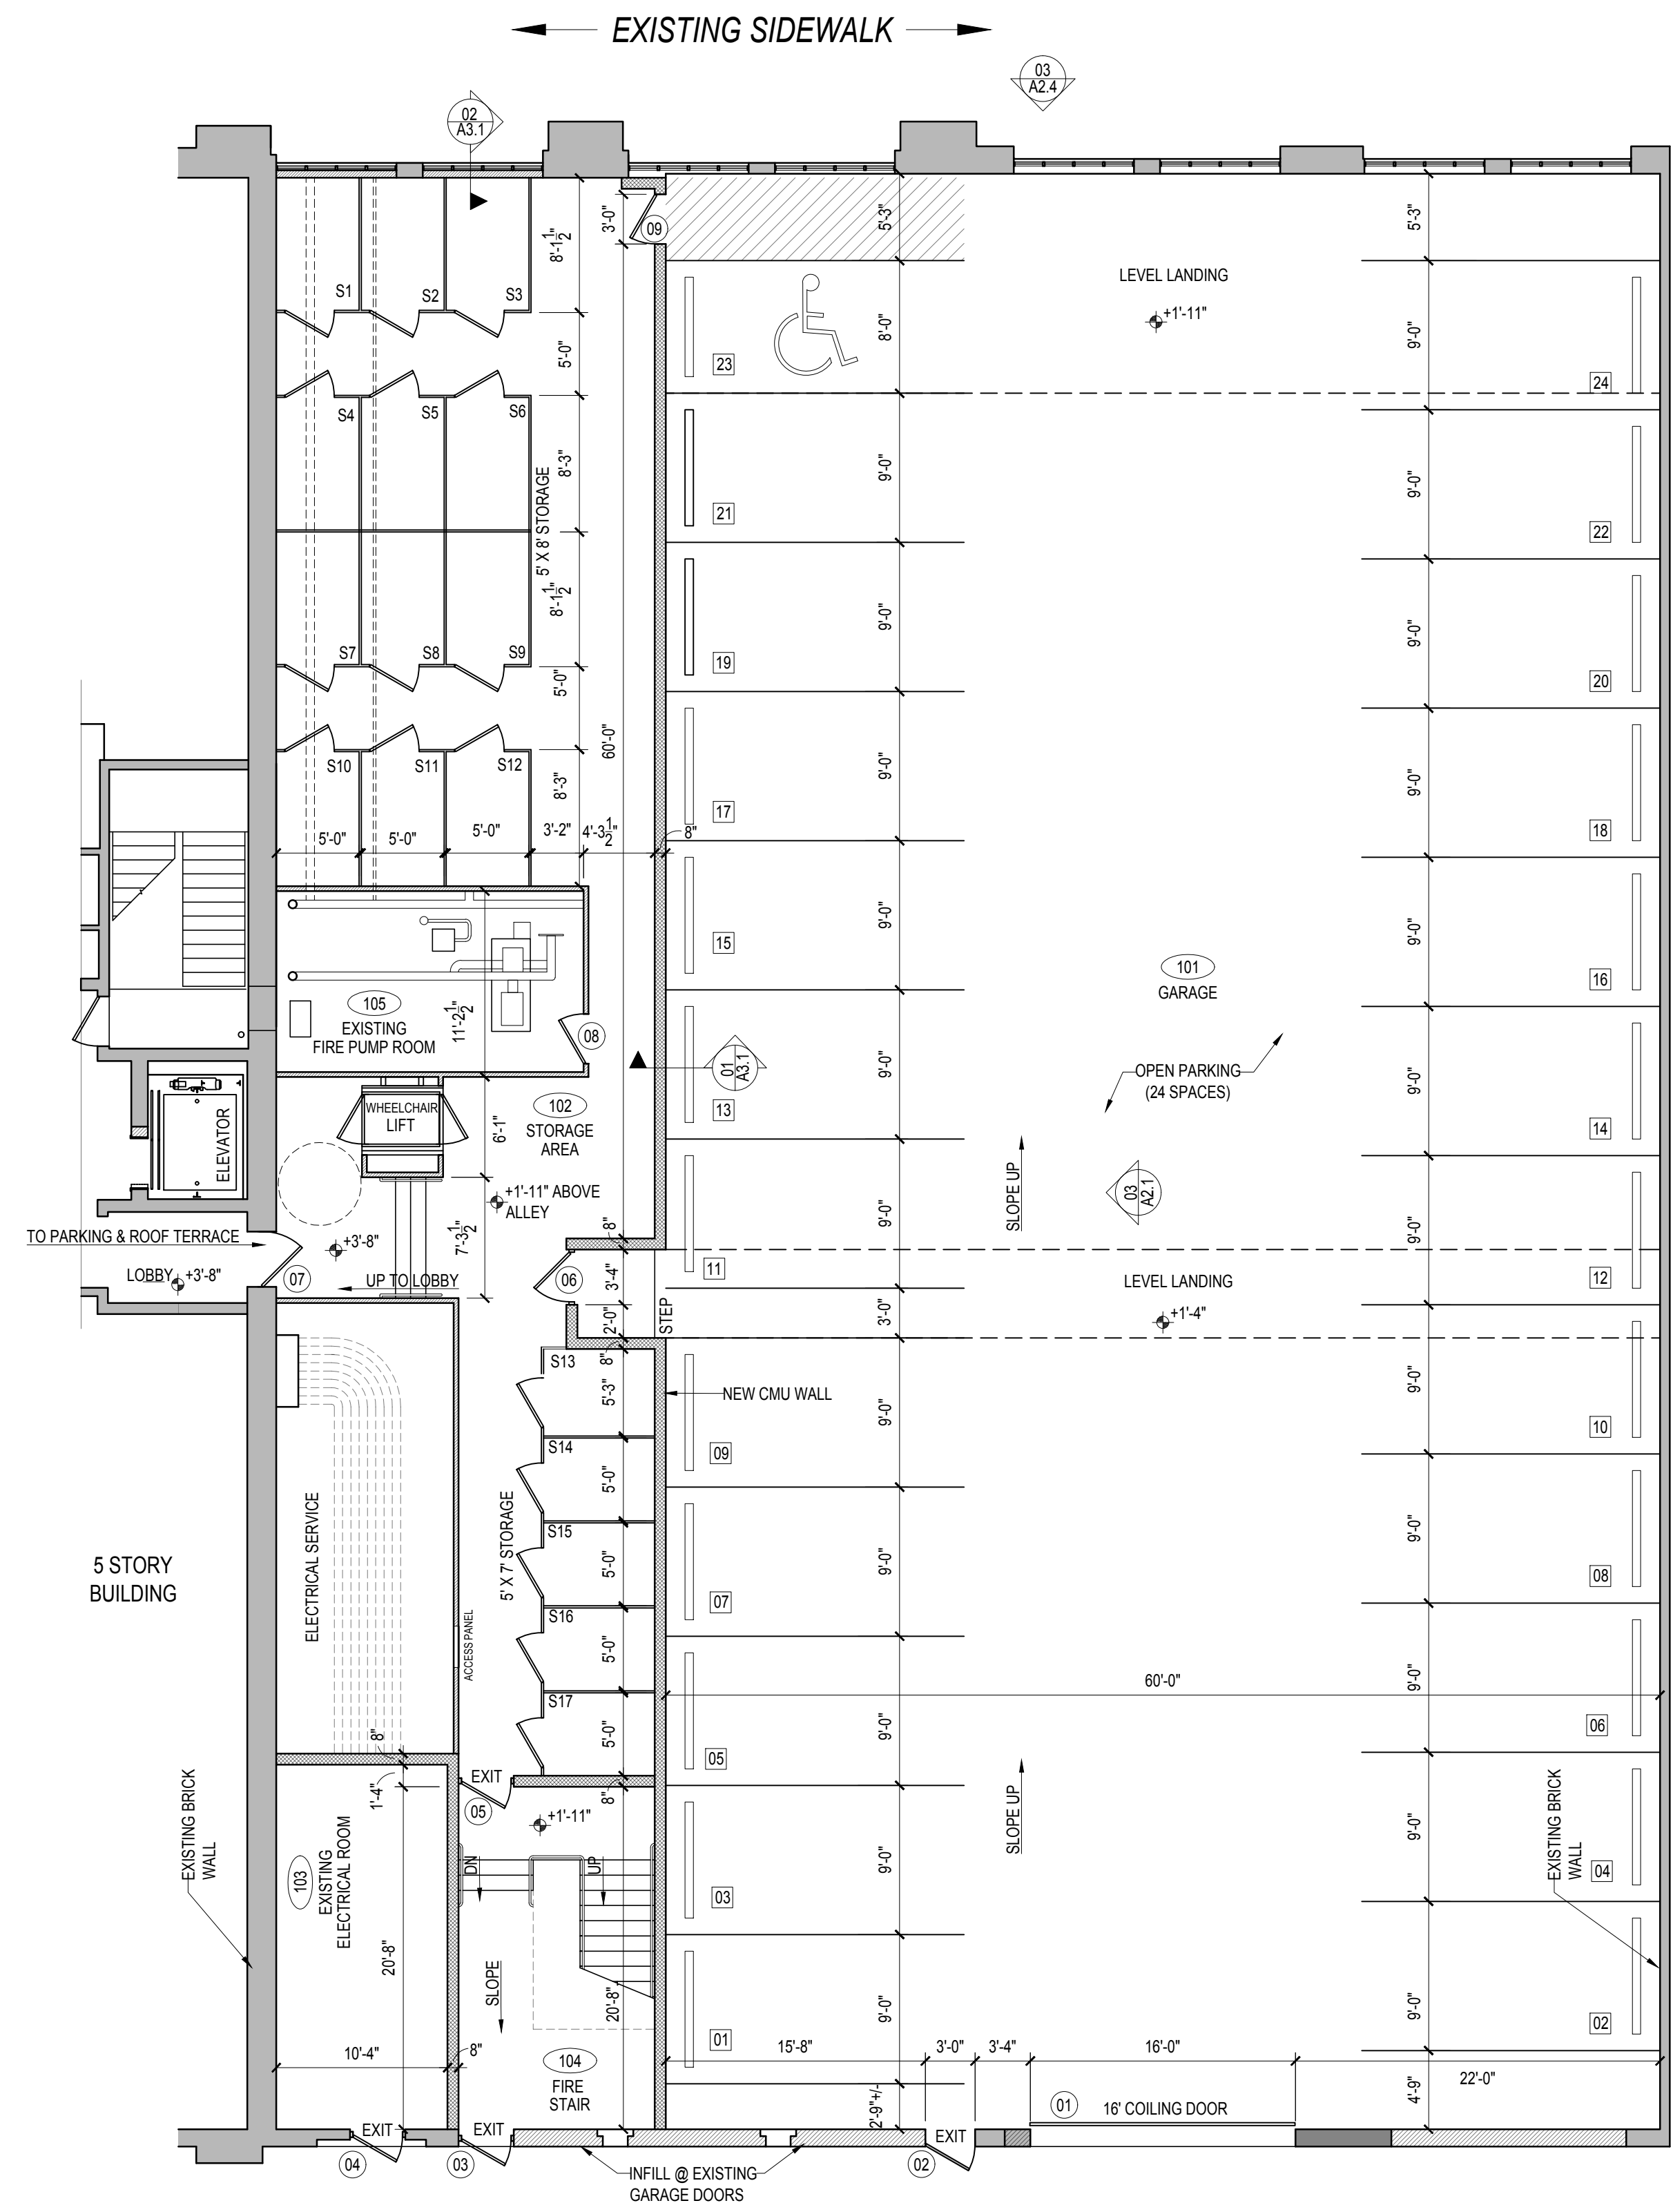 EXISTING SIDEWALK
03
A2.4
02
A3.1
3'-0"
09
5'-3"
5'-3"
8'-1 1/2"
S1
S2
S3
LEVEL LANDING
+1'-11"
8'-0"
9'-0"
5'-0"
23
24
S4
S5
S6
8'-3"
5' X 8' STORAGE
9'-0"
9'-0"
21
22
8'-1 1/2"
9'-0"
9'-0"
S7
S8
S9
19
20
5'-0"
60'-0"
9'-0"
9'-0"
S10
S11
S12
8'-3"
17
18
5'-0"
5'-0"
5'-0"
3'-2"
4'-3 1/2"
8"
9'-0"
9'-0"
15
16
101
GARAGE
105
EXISTING
FIRE PUMP ROOM
11'-2 1/2"
08
9'-0"
9'-0"
01
A3.1
OPEN PARKING
(24 SPACES)
13
14
WHEELCHAIR
LIFT
6'-1"
102
STORAGE
AREA
ELEVATOR
SLOPE UP
03
A2.1
+1'-11" ABOVE
ALLEY
9'-0"
9'-0"
TO PARKING & ROOF TERRACE
+3'-8"
7'-3 1/2"
8"
LOBBY
+3'-8"
07
UP TO LOBBY
06
3'-4"
11
LEVEL LANDING
12
+1'-4"
2'-0"
STEP
3'-0"
S13
8"
5'-3"
NEW CMU WALL
9'-0"
9'-0"
S14
09
10
5'-0"
ELECTRICAL SERVICE
5' X 7' STORAGE
S15
5 STORY
BUILDING
5'-0"
9'-0"
9'-0"
07
08
S16
ACCESS PANEL
5'-0"
60'-0"
S17
9'-0"
9'-0"
5'-0"
05
06
8"
EXIT
1'-4"
05
8"
+1'-11"
SLOPE UP
EXISTING BRICK
WALL
EXISTING BRICK
WALL
9'-0"
9'-0"
DN
UP
103
EXISTING
ELECTRICAL ROOM
03
04
20'-8"
SLOPE
20'-8"
9'-0"
9'-0"
01
02
10'-4"
8"
104
FIRE
STAIR
15'-8"
3'-0"
3'-4"
16'-0"
22'-0"
2'-9"+/-
4'-9"
01
16' COILING DOOR
EXIT
EXIT
EXIT
04
03
02
INFILL @ EXISTING
GARAGE DOORS